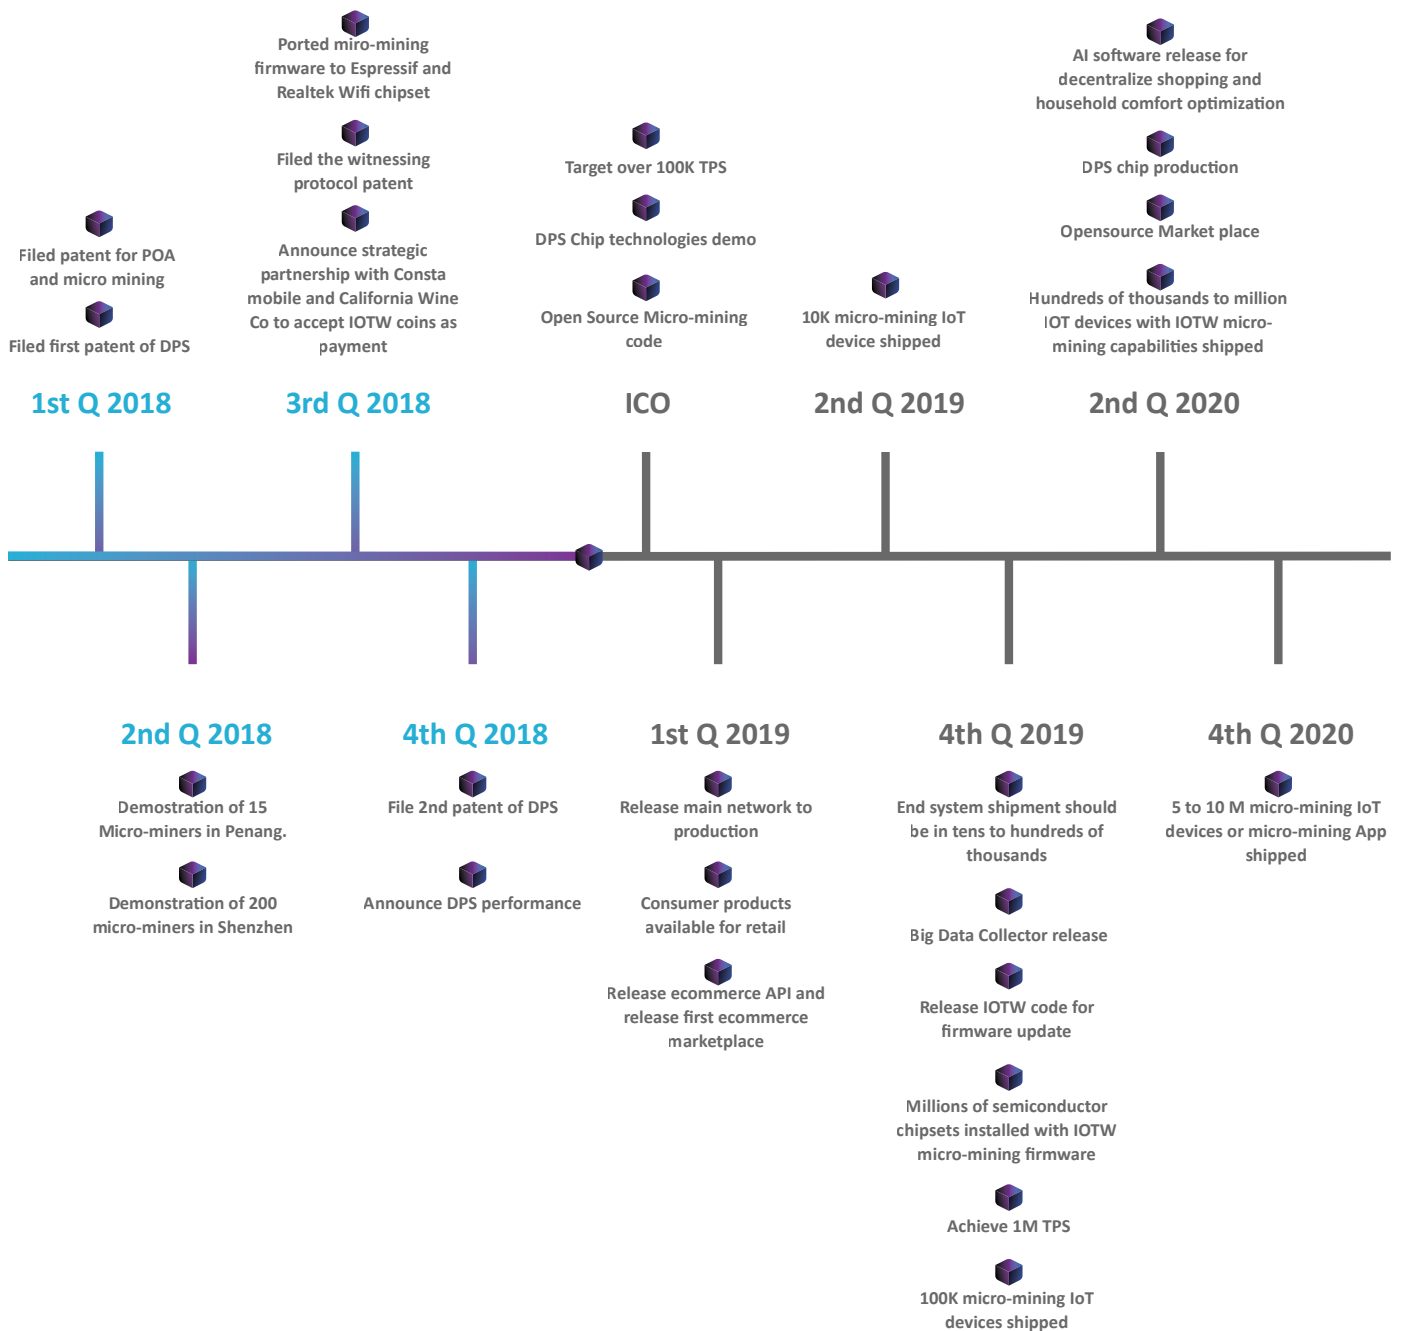 Filed patent for POA
and micro mining
Filed first patent of DPS
1st Q 2018
Ported miro-mining
firmware to Espressif and
Realtek Wifi chipset
Filed the witnessing
protocol patent
Announce strategic
partnership with Consta
mobile and California Wine
Co to accept IOTW coins as
payment
3rd Q 2018
Target over 100K TPS
DPS Chip technologies demo
Open Source Micro-mining
code
ICO
10K micro-mining IoT
device shipped
2nd Q 2019
AI software release for
decentralize shopping and
household comfort optimization
DPS chip production
Opensource Market place
Hundreds of thousands to million
IOT devices with IOTW micro-
mining capabilities shipped
2nd Q 2020
2nd Q 2018
Demostration of 15
Micro-miners in Penang.
Demonstration of 200
micro-miners in Shenzhen
4th Q 2018
File 2nd patent of DPS
Announce DPS performance
1st Q 2019
Release main network to
production
Consumer products
available for retail
Release ecommerce API and
release first ecommerce
marketplace
4th Q 2019
End system shipment should
be in tens to hundreds of
thousands
Big Data Collector release
Release IOTW code for
firmware update
Millions of semiconductor
chipsets installed with IOTW
micro-mining firmware
Achieve 1M TPS
100K micro-mining IoT
devices shipped
4th Q 2020
5 to 10 M micro-mining IoT
devices or micro-mining App
shipped